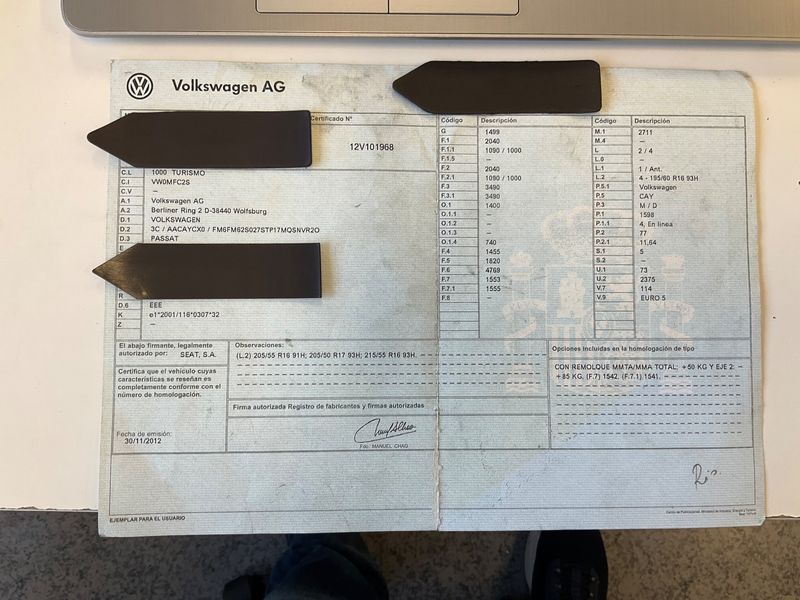 Volkswagen AG
Certificado Nº
12V101968
C.L 1000 TURISMO
C.I VW0MFC2S
C.V –
A.1 Volkswagen AG
A.2 Berliner Ring 2 D-38440 Wolfsburg
D.1 VOLKSWAGEN
D.2 3C / AACAYCX0 / FM6FM62S027STP17MQSNVR2O
D.3 PASSAT
E
R
D.6 EEE
K e1*2001/116*0307*32
Z –
Código Descripción
G 1499
F.1 2040
F.1.1 1090 / 1000
F.1.5 –
F.2 2040
F.2.1 1090 / 1000
F.3 3490
F.3.1 3490
O.1 1400
O.1.1 –
O.1.2 –
O.1.3 –
O.1.4 740
F.4 1455
F.5 1820
F.6 4769
F.7 1553
F.7.1 1555
F.8 –
Código Descripción
M.1 2711
M.4 –
L 2 / 4
L.0 –
L.1 1 / Ant.
L.2 4 - 195/60 R16 93H
P.5.1 Volkswagen
P.5 CAY
P.3 M / D
P.1 1598
P.1.1 4, En linea
P.2 77
P.2.1 11,64
S.1 5
S.2 –
U.1 73
U.2 2375
V.7 114
V.9 EURO 5
El abajo firmante, legalmente
autorizado por: SEAT, S.A.
Certifica que el vehículo cuyas
características se reseñan es
completamente conforme con el
número de homologación.
Fecha de emisión:
30/11/2012
Observaciones:
(L.2) 205/55 R16 91H; 205/50 R17 93H; 215/55 R16 93H.
Firma autorizada Registro de fabricantes y firmas autorizadas
Fdo: MANUEL CHAO
Opciones incluidas en la homologación de tipo
CON REMOLQUE MMTA/MMA TOTAL; +50 KG Y EJE 2: –
+85 KG, (F.7) 1542, (F.7.1) 1541,
EJEMPLAR PARA EL USUARIO